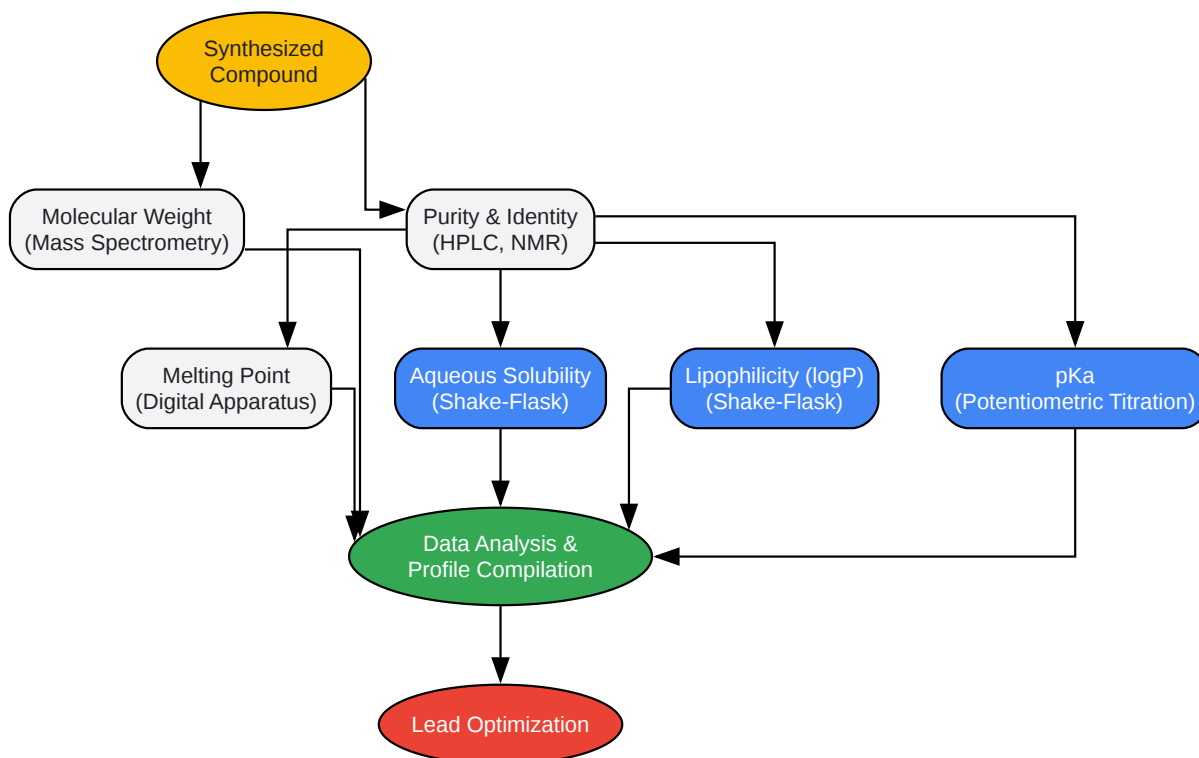 Synthesized
Compound
Molecular Weight
(Mass Spectrometry)
Purity & Identity
(HPLC, NMR)
Melting Point
(Digital Apparatus)
Aqueous Solubility
(Shake-Flask)
Lipophilicity (logP)
(Shake-Flask)
pKa
(Potentiometric Titration)
Data Analysis &
Profile Compilation
Lead Optimization